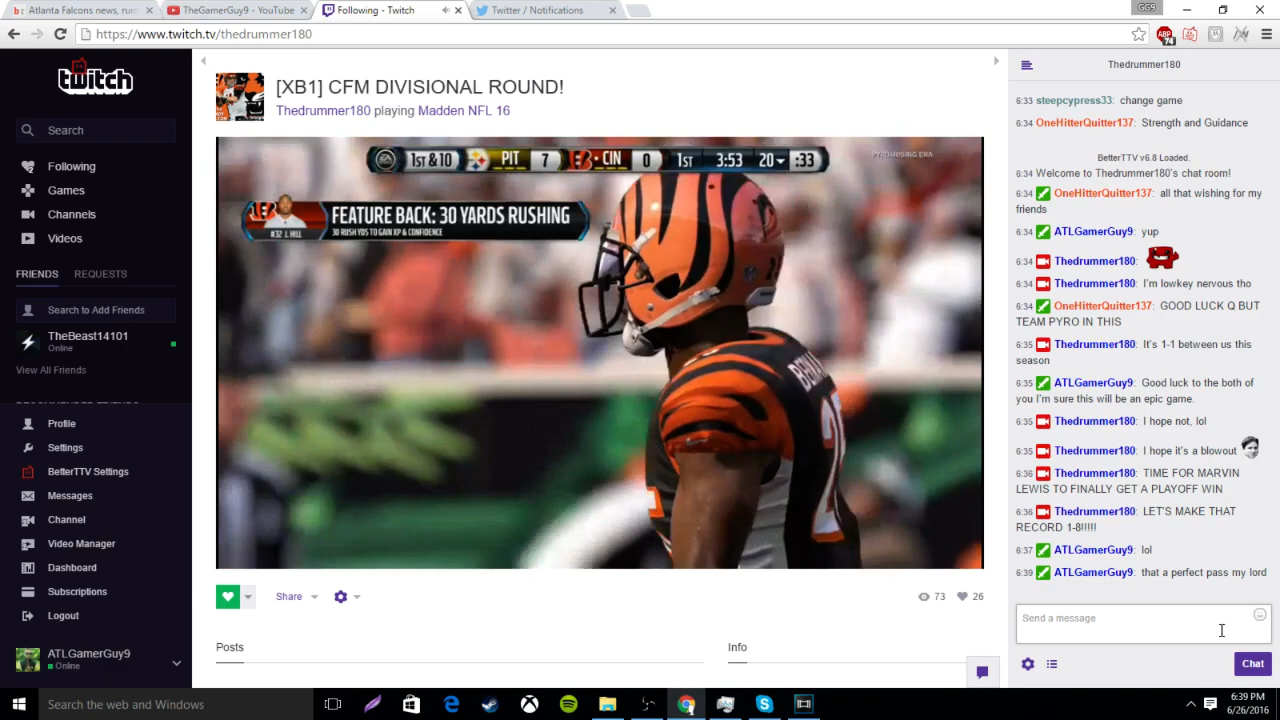 Atlanta Falcons news, rum
TheGamerGuy9 - YouTube
Following - Twitch
Twitter / Notifications
GG9
https://www.twitch.tv/thedrummer180
ABP
74
twitch
Search
Following
Games
Channels
Videos
FRIENDS
REQUESTS
Search to Add Friends
TheBeast14101
Online
View All Friends
Profile
Settings
BetterTTV Settings
Messages
Channel
Video Manager
Dashboard
Subscriptions
Logout
ATLGamerGuy9
Online
[XB1] CFM DIVISIONAL ROUND!
Thedrummer180 playing Madden NFL 16
EA 1ST & 10 PIT 7 CIN 0 1ST 3:53 20 :33
PYRORISING ERA
FEATURE BACK: 30 YARDS RUSHING
30 RUSH YDS TO GAIN XP & CONFIDENCE
#32 J. HILL
Share
73
26
Posts
Info
Thedrummer180
6:33 steepcypress33: change game
6:34 OneHitterQuitter137: Strength and Guidance
BetterTTV v6.8 Loaded.
6:34 Welcome to Thedrummer180's chat room!
6:34 OneHitterQuitter137: all that wishing for my
friends
6:34 ATLGamerGuy9: yup
6:34 Thedrummer180:
6:34 Thedrummer180: I'm lowkey nervous tho
6:34 OneHitterQuitter137: GOOD LUCK Q BUT
TEAM PYRO IN THIS
6:35 Thedrummer180: It's 1-1 between us this
season
6:35 ATLGamerGuy9: Good luck to the both of
you I'm sure this will be an epic game.
6:35 Thedrummer180: I hope not, lol
6:35 Thedrummer180: I hope it's a blowout
6:36 Thedrummer180: TIME FOR MARVIN
LEWIS TO FINALLY GET A PLAYOFF WIN
6:36 Thedrummer180: LET'S MAKE THAT
RECORD 1-8!!!!!
6:37 ATLGamerGuy9: lol
6:39 ATLGamerGuy9: that a perfect pass my lord
Send a message
Chat
Search the web and Windows
6:39 PM
6/26/2016